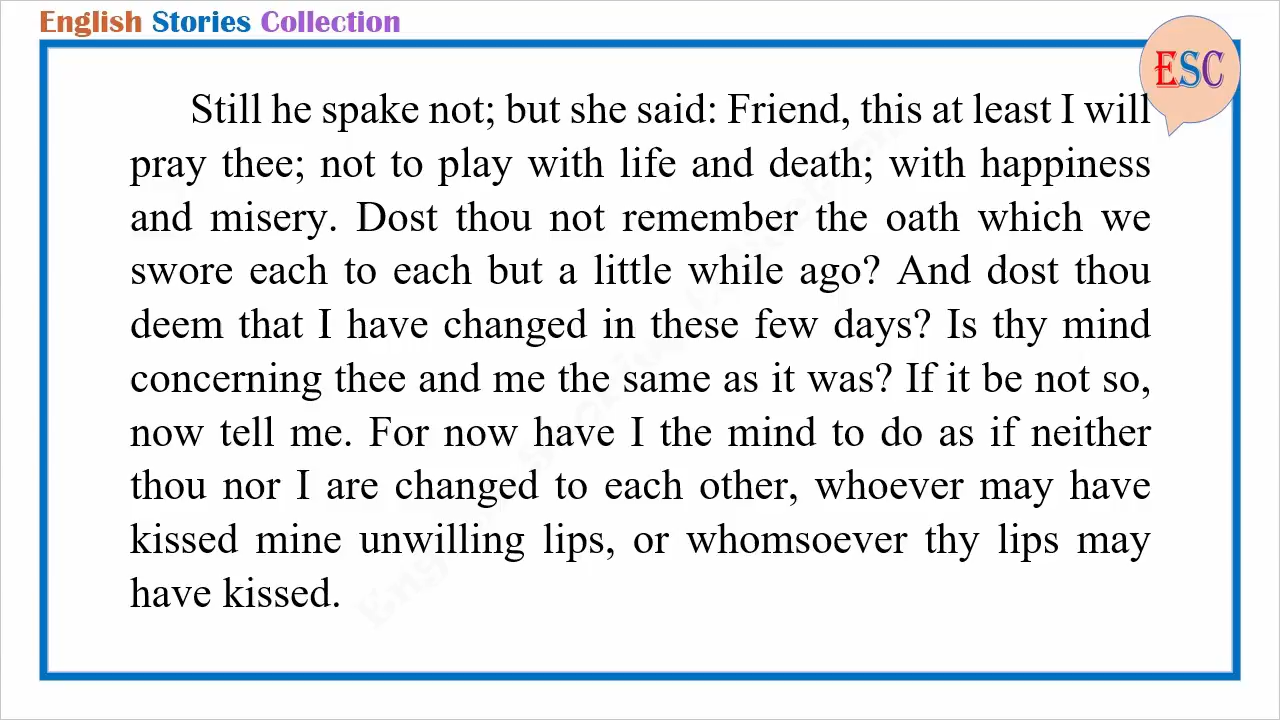 English Stories Collection
ESC
Still he spake not; but she said: Friend, this at least I will
pray thee; not to play with life and death; with happiness
and misery. Dost thou not remember the oath which we
swore each to each but a little while ago? And dost thou
deem that I have changed in these few days? Is thy mind
concerning thee and me the same as it was? If it be not so,
now tell me. For now have I the mind to do as if neither
thou nor I are changed to each other, whoever may have
kissed mine unwilling lips, or whomsoever thy lips may
have kissed.